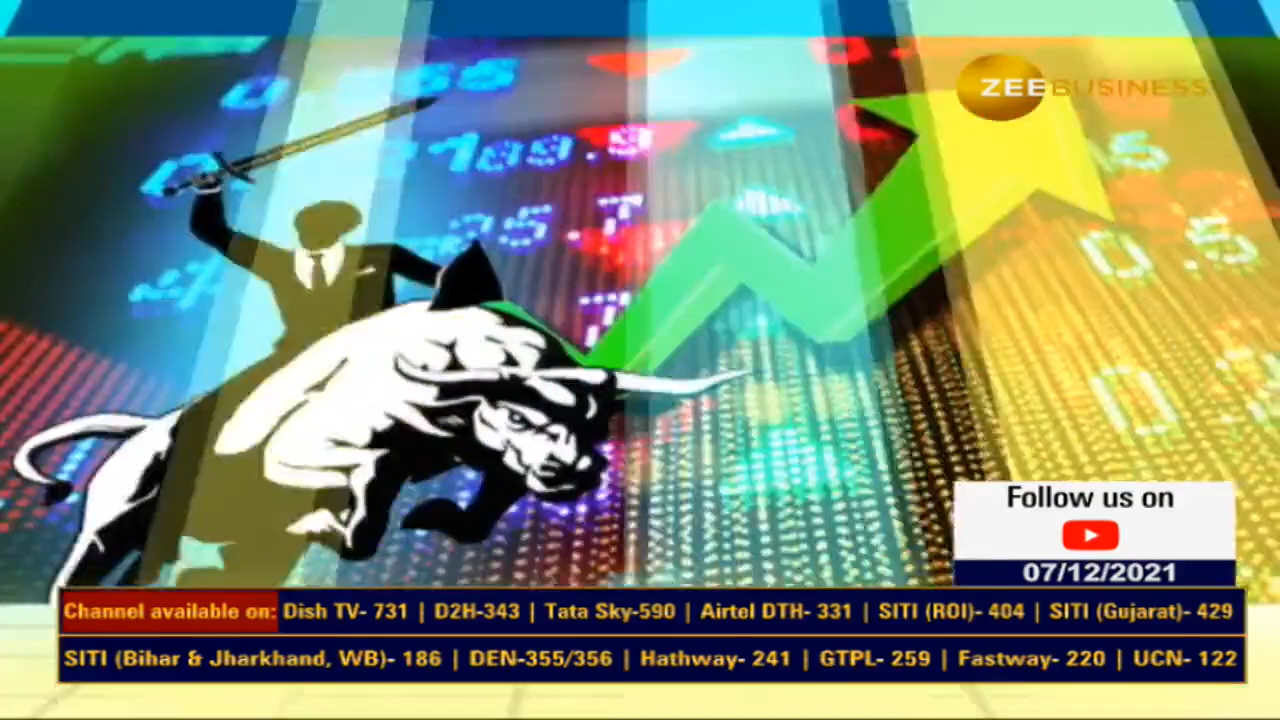 ZEEBUSINESS
Follow us on
07/12/2021
Channel available on: Dish TV- 731 | D2H-343 | Tata Sky-590 | Airtel DTH- 331 | SITI (ROI)- 404 | SITI (Gujarat)- 429
SITI (Bihar & Jharkhand, WB)- 186 | DEN-355/356 | Hathway- 241 | GTPL- 259 | Fastway- 220 | UCN- 122